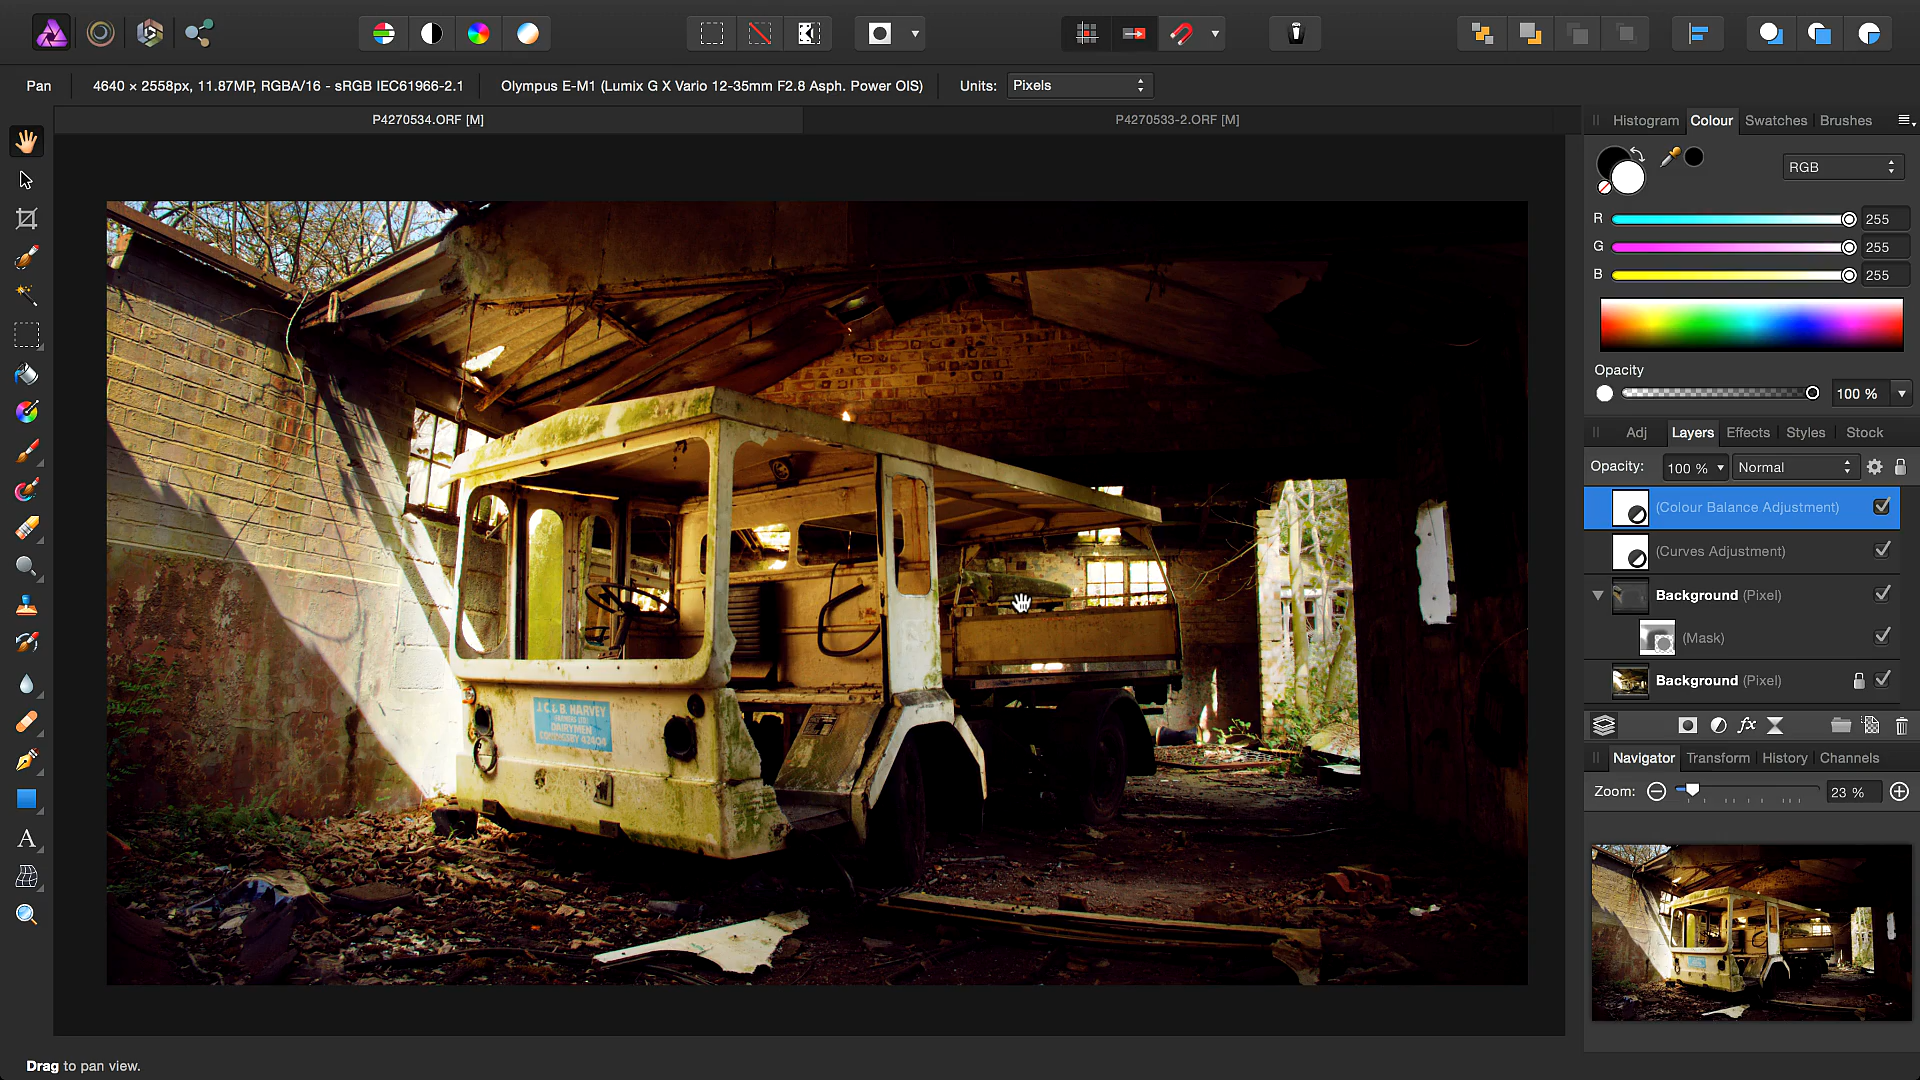 Pan
4640 × 2558px, 11.87MP, RGBA/16 - sRGB IEC61966-2.1
Olympus E-M1 (Lumix G X Vario 12-35mm F2.8 Asph. Power OIS)
Units:
Pixels
P4270534.ORF [M]
P4270533-2.ORF [M]
Histogram
Colour
Swatches
Brushes
RGB
R
255
G
255
B
255
Opacity
100 %
Adj
Layers
Effects
Styles
Stock
Opacity:
100 %
Normal
(Colour Balance Adjustment)
(Curves Adjustment)
Background (Pixel)
(Mask)
Background (Pixel)
fx
Navigator
Transform
History
Channels
Zoom:
23 %
A
J.C & B. HARVEY
DAIRYMEN
CONINGSBY 42404
Drag to pan view.